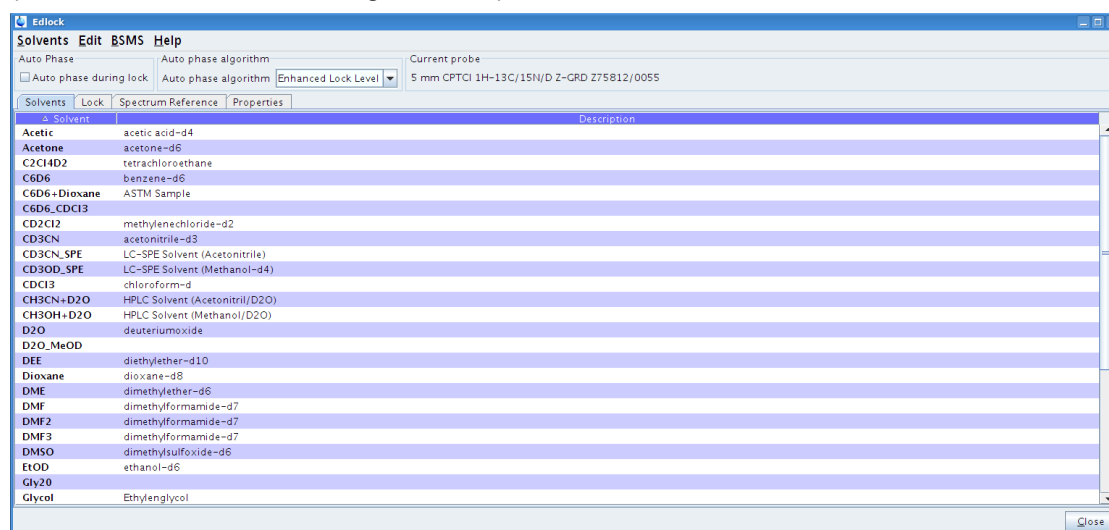 Edlock
Solvents Edit BSMS Help
Auto Phase Auto phase algorithm Current probe
Auto phase during lock Auto phase algorithm Enhanced Lock Level 5 mm CPTCI 1H-13C/15N/D Z-GRD Z75812/0055
Solvents Lock Spectrum Reference Properties
Solvent Description
Acetic acetic acid-d4
Acetone acetone-d6
C2Cl4D2 tetrachloroethane
C6D6 benzene-d6
C6D6+Dioxane ASTM Sample
C6D6_CDCl3
CD2Cl2 methylenechloride-d2
CD3CN acetonitrile-d3
CD3CN_SPE LC-SPE Solvent (Acetonitrile)
CD3OD_SPE LC-SPE Solvent (Methanol-d4)
CDCl3 chloroform-d
CH3CN+D2O HPLC Solvent (Acetonitril/D2O)
CH3OH+D2O HPLC Solvent (Methanol/D2O)
D2O deuteriumoxide
D2O_MeOD
DEE diethylether-d10
Dioxane dioxane-d8
DME dimethylether-d6
DMF dimethylformamide-d7
DMF2 dimethylformamide-d7
DMF3 dimethylformamide-d7
DMSO dimethylsulfoxide-d6
EtOD ethanol-d6
Gly20
Glycol Ethylenglycol
Close